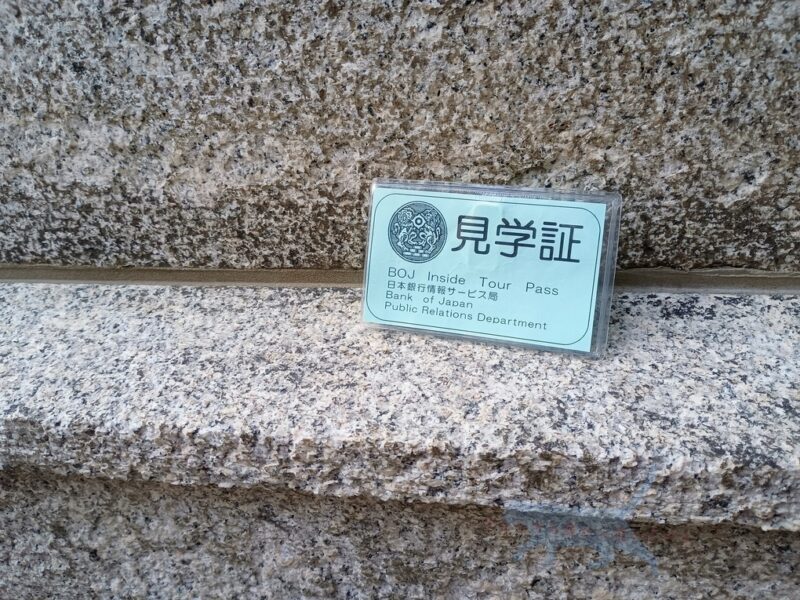 見学証
BOJ Inside Tour Pass
日本銀行情報サービス局
Bank of Japan
Public Relations Department